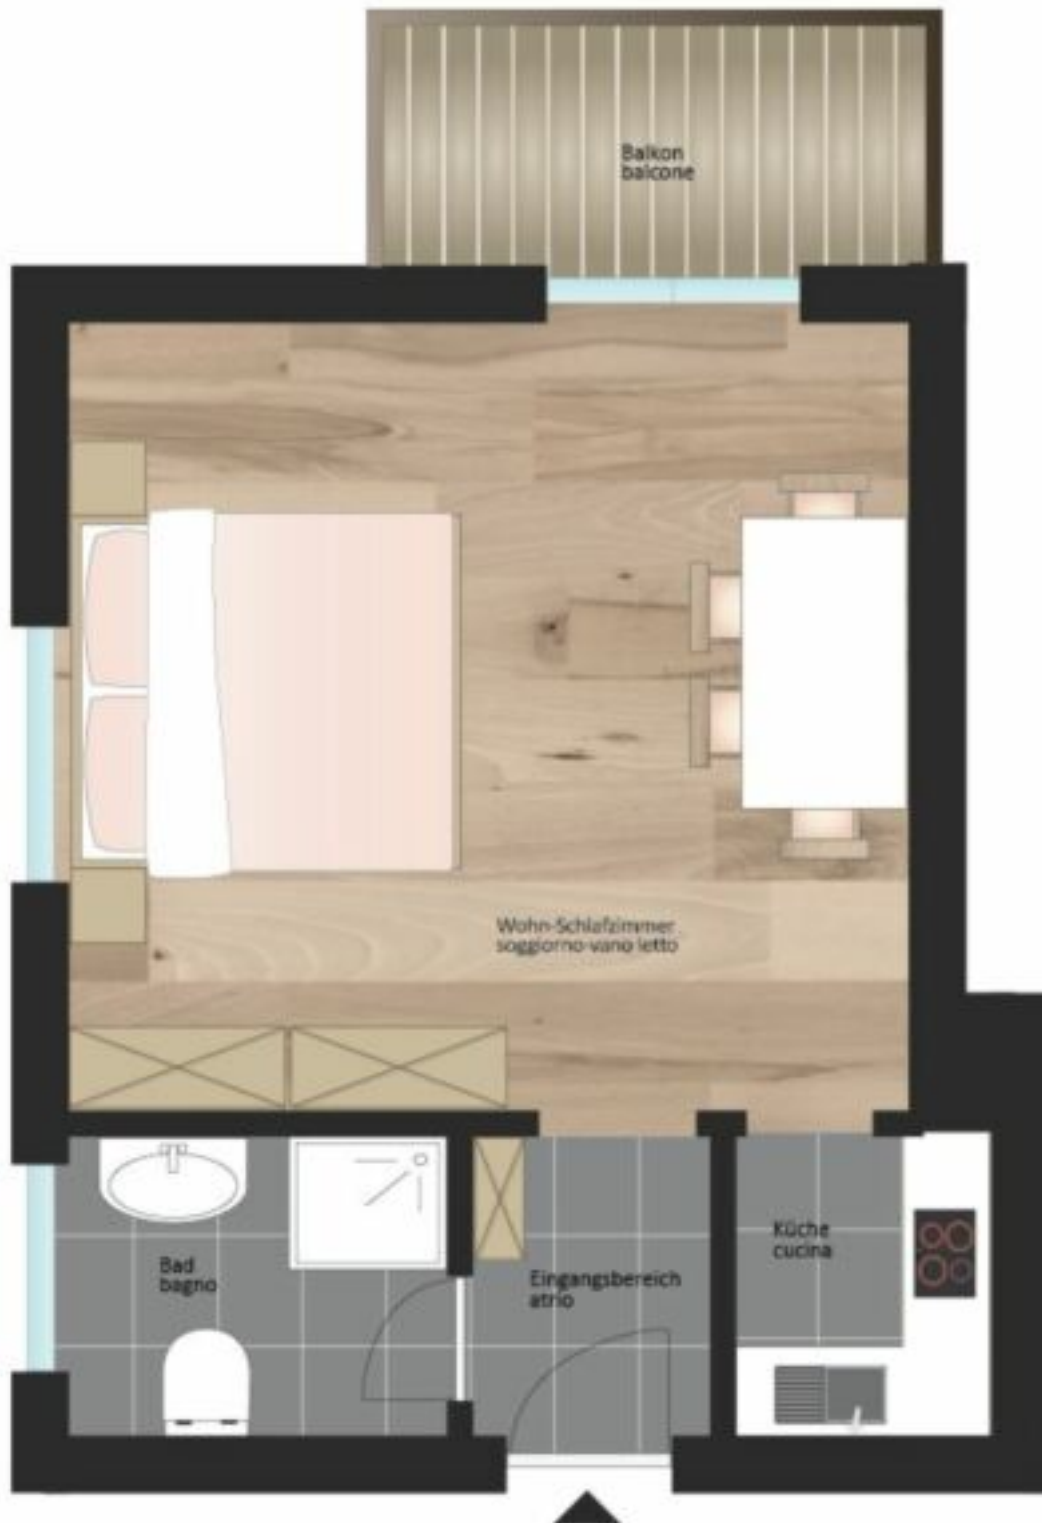 Balkon
balcone
Wohn-Schlafzimmer
soggiorno-vano letto
Küche
cucina
Bad
bagno
Eingangsbereich
atrio